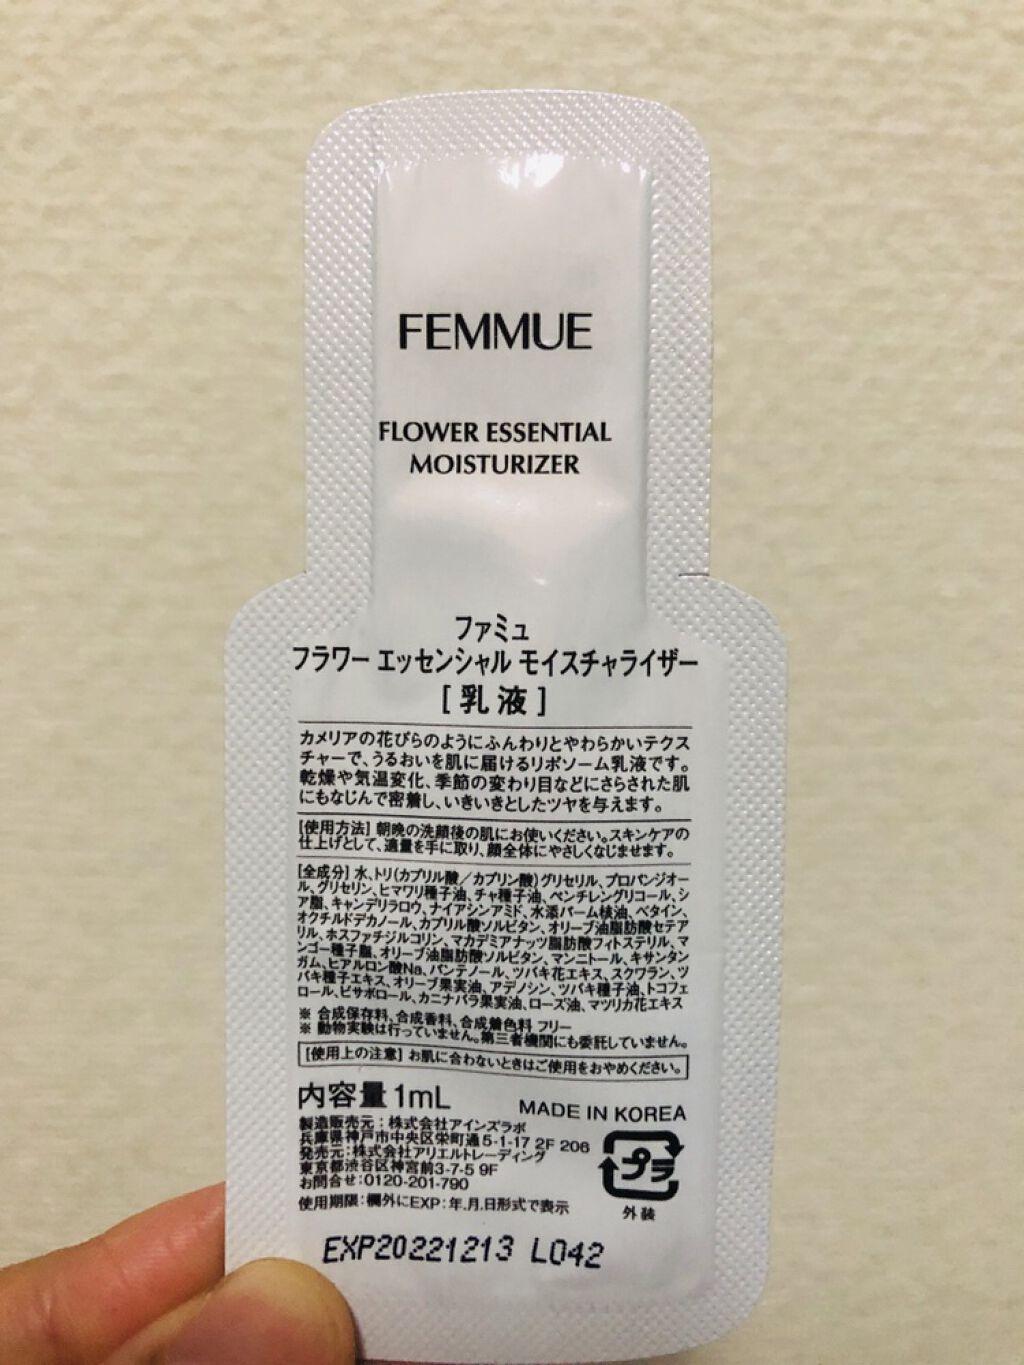 FEMMUE
FLOWER ESSENTIAL
MOISTURIZER
ファミュ
フラワー エッセンシャル モイスチャライザー
[乳液]
カメリアの花びらのようにふんわりとやわらかいテクス
チャーで、うるおいを肌に届けるリポソーム乳液です。
乾燥や気温変化、季節の変わり目などにさらされた肌
にもなじんで密着し、いきいきとしたツヤを与えます。
[使用方法] 朝晩の洗顔後の肌にお使いください。スキンケアの
仕上げとして、適量を手に取り、顔全体にやさしくなじませます。
[全成分] 水、トリ(カプリル酸/カプリン酸)グリセリル、プロパンジオー
ル、グリセリン、ヒマワリ種子油、チャ種子油、ペンチレングリコール、シ
ア脂、キャンデリラロウ、ナイアシンアミド、水添パーム核油、ベタイン、
オクチルドデカノール、カプリル酸ソルビタン、オリーブ油脂肪酸セテア
リル、ホスファチジルコリン、マカデミアナッツ脂肪酸フィトステリル、マ
ンゴー種子脂、オリーブ油脂肪酸ソルビタン、マンニトール、キサンタン
ガム、ヒアルロン酸Na、パンテノール、ツバキ花エキス、スクワラン、ツ
バキ種子エキス、オリーブ果実油、アデノシン、ツバキ種子油、トコフェ
ロール、ビサボロール、カニナバラ果実油、ローズ油、マツリカ花エキス
※ 合成保存料、合成香料、合成着色料 フリー
※ 動物実験は行っていません。第三者機関にも委託していません。
[使用上の注意] お肌に合わないときはご使用をおやめください。
内容量 1mL
MADE IN KOREA
製造販売元:株式会社アインズラボ
兵庫県神戸市中央区栄町通5-1-17 2F 206
発売元:株式会社アリエルトレーディング
東京都渋谷区神宮前3-7-5 9F
お問合せ:0120-201-790
使用期限:欄外にEXP:年.月.日形式で表示
プラ
外装
EXP20221213 L042